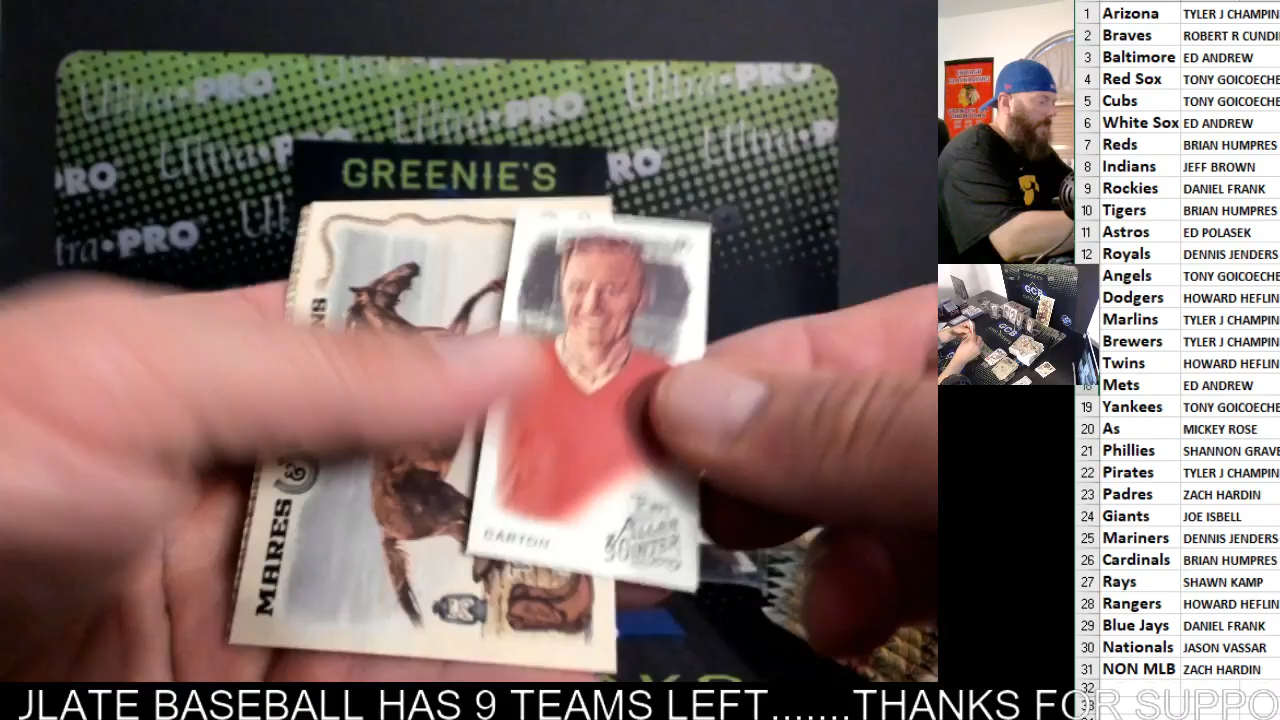 Ultra•PRO
GREENIE'S
MARES &
GARTON
THE
ALLEN
GINTER
GCB
GCB
1 Arizona TYLER J CHAMPIN
2 Braves ROBERT R CUNDI
3 Baltimore ED ANDREW
4 Red Sox TONY GOICOECHE
5 Cubs TONY GOICOECHE
6 White Sox ED ANDREW
7 Reds BRIAN HUMPRES
8 Indians JEFF BROWN
9 Rockies DANIEL FRANK
10 Tigers BRIAN HUMPRES
11 Astros ED POLASEK
12 Royals DENNIS JENDERS
Angels TONY GOICOECHE
Dodgers HOWARD HEFLIN
Marlins TYLER J CHAMPIN
Brewers TYLER J CHAMPIN
Twins HOWARD HEFLIN
18 Mets ED ANDREW
19 Yankees TONY GOICOECHE
20 As MICKEY ROSE
21 Phillies SHANNON GRAVE
22 Pirates TYLER J CHAMPIN
23 Padres ZACH HARDIN
24 Giants JOE ISBELL
25 Mariners DENNIS JENDERS
26 Cardinals BRIAN HUMPRES
27 Rays SHAWN KAMP
28 Rangers HOWARD HEFLIN
29 Blue Jays DANIEL FRANK
30 Nationals JASON VASSAR
31 NON MLB ZACH HARDIN
32
33
JLATE BASEBALL HAS 9 TEAMS LEFT.......THANKS FOR SUPPO